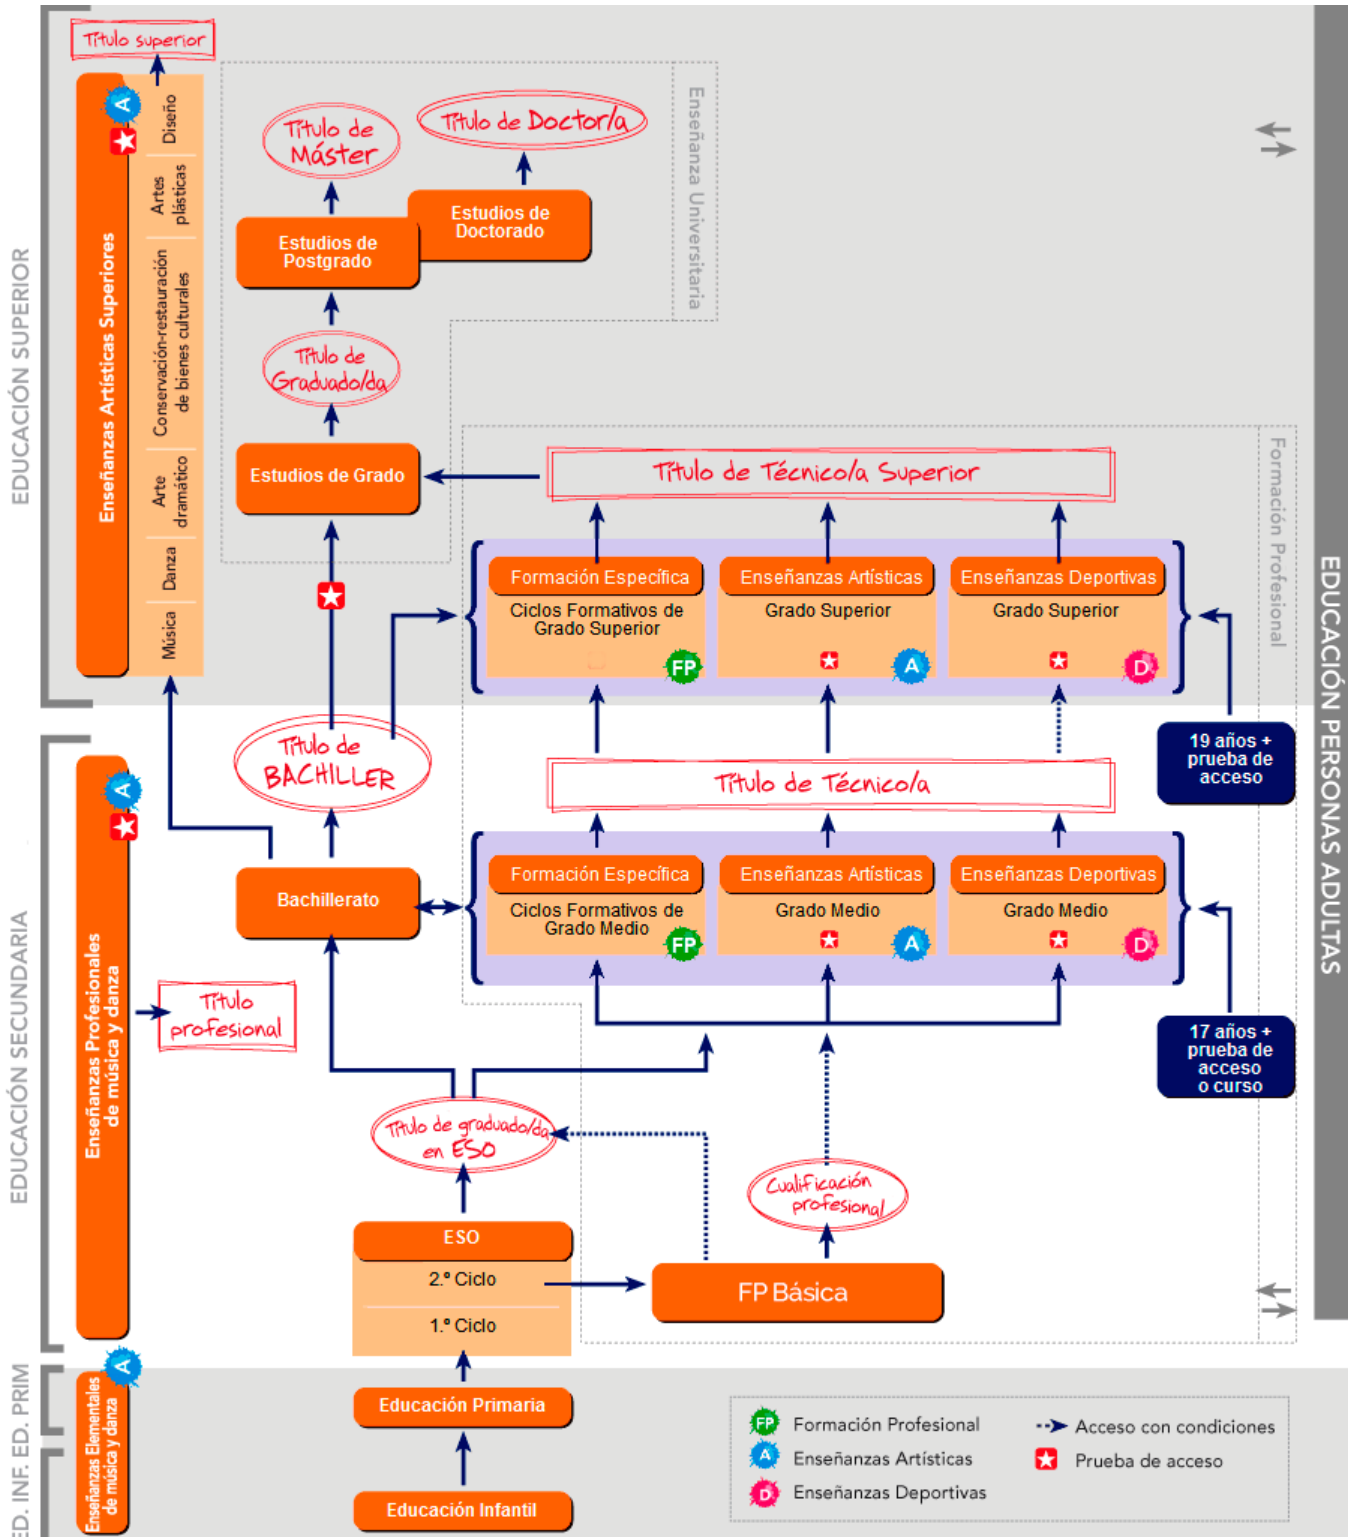 EDUCACIÓN SUPERIOR
Título superior
Enseñanzas Artísticas Superiores
A
Diseño
Artes
plásticas
Conservación-restauración
de bienes culturales
Arte
dramático
Danza
Música
Enseñanza Universitaria
Título de
Máster
Título de Doctor/a
Estudios de
Postgrado
Estudios de
Doctorado
Título de
Graduado/da
Estudios de Grado
Formación Profesional
Título de Técnico/a Superior
Formación Específica
Ciclos Formativos de
Grado Superior
FP
Enseñanzas Artísticas
Grado Superior
A
Enseñanzas Deportivas
Grado Superior
D
19 años +
prueba de
acceso
EDUCACIÓN PERSONAS ADULTAS
EDUCACIÓN SECUNDARIA
Enseñanzas Profesionales
de música y danza
A
Título
profesional
Título de
BACHILLER
Bachillerato
Título de Técnico/a
Formación Específica
Ciclos Formativos de
Grado Medio
FP
Enseñanzas Artísticas
Grado Medio
A
Enseñanzas Deportivas
Grado Medio
D
17 años +
prueba de
acceso
o curso
Título de graduado/da
en ESO
Cualificación
profesional
ESO
2.º Ciclo
1.º Ciclo
FP Básica
ED. INF. ED. PRIM
Enseñanzas Elementales
de música y danza
A
Educación Primaria
Educación Infantil
FP Formación Profesional
A Enseñanzas Artísticas
D Enseñanzas Deportivas
Acceso con condiciones
Prueba de acceso